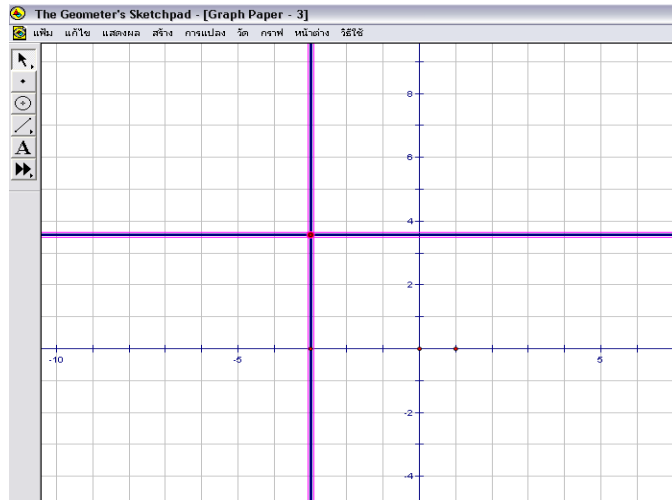 The Geometer's Sketchpad - [Graph Paper - 3]
แฟ้ม แก้ไข แสดงผล สร้าง การแปลง วัด กราฟ หน้าต่าง วิธีใช้
A
8
6
4
2
-10 -5 5
-2
-4